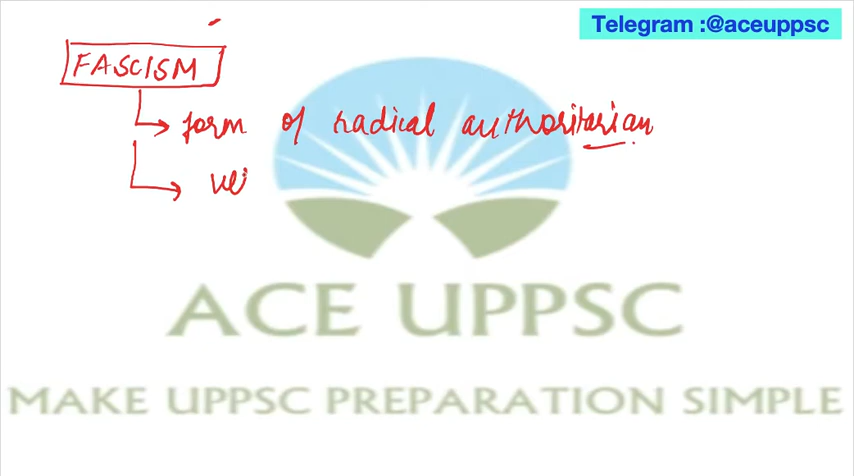 Telegram :@aceuppsc
FASCISM
form of radical authoritarian
ACE UPPSC
MAKE UPPSC PREPARATION SIMPLE